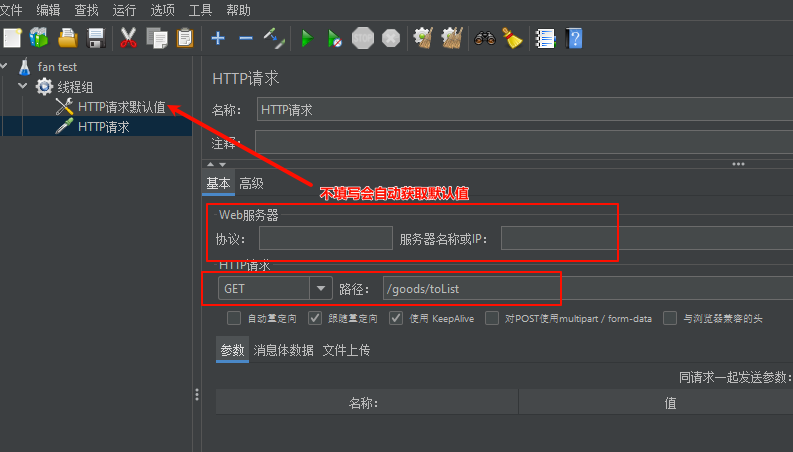 文件 编辑 查找 运行 选项 工具 帮助
STOP
fan test
线程组
HTTP请求默认值
HTTP请求
HTTP请求
名称： HTTP请求
注释：
基本 高级
不填写会自动获取默认值
Web服务器
协议： 服务器名称或IP：
HTTP请求
GET 路径： /goods/toList
自动重定向 跟随重定向 使用 KeepAlive 对POST使用multipart / form-data 与浏览器兼容的头
参数 消息体数据 文件上传
同请求一起发送参数：
名称： 值